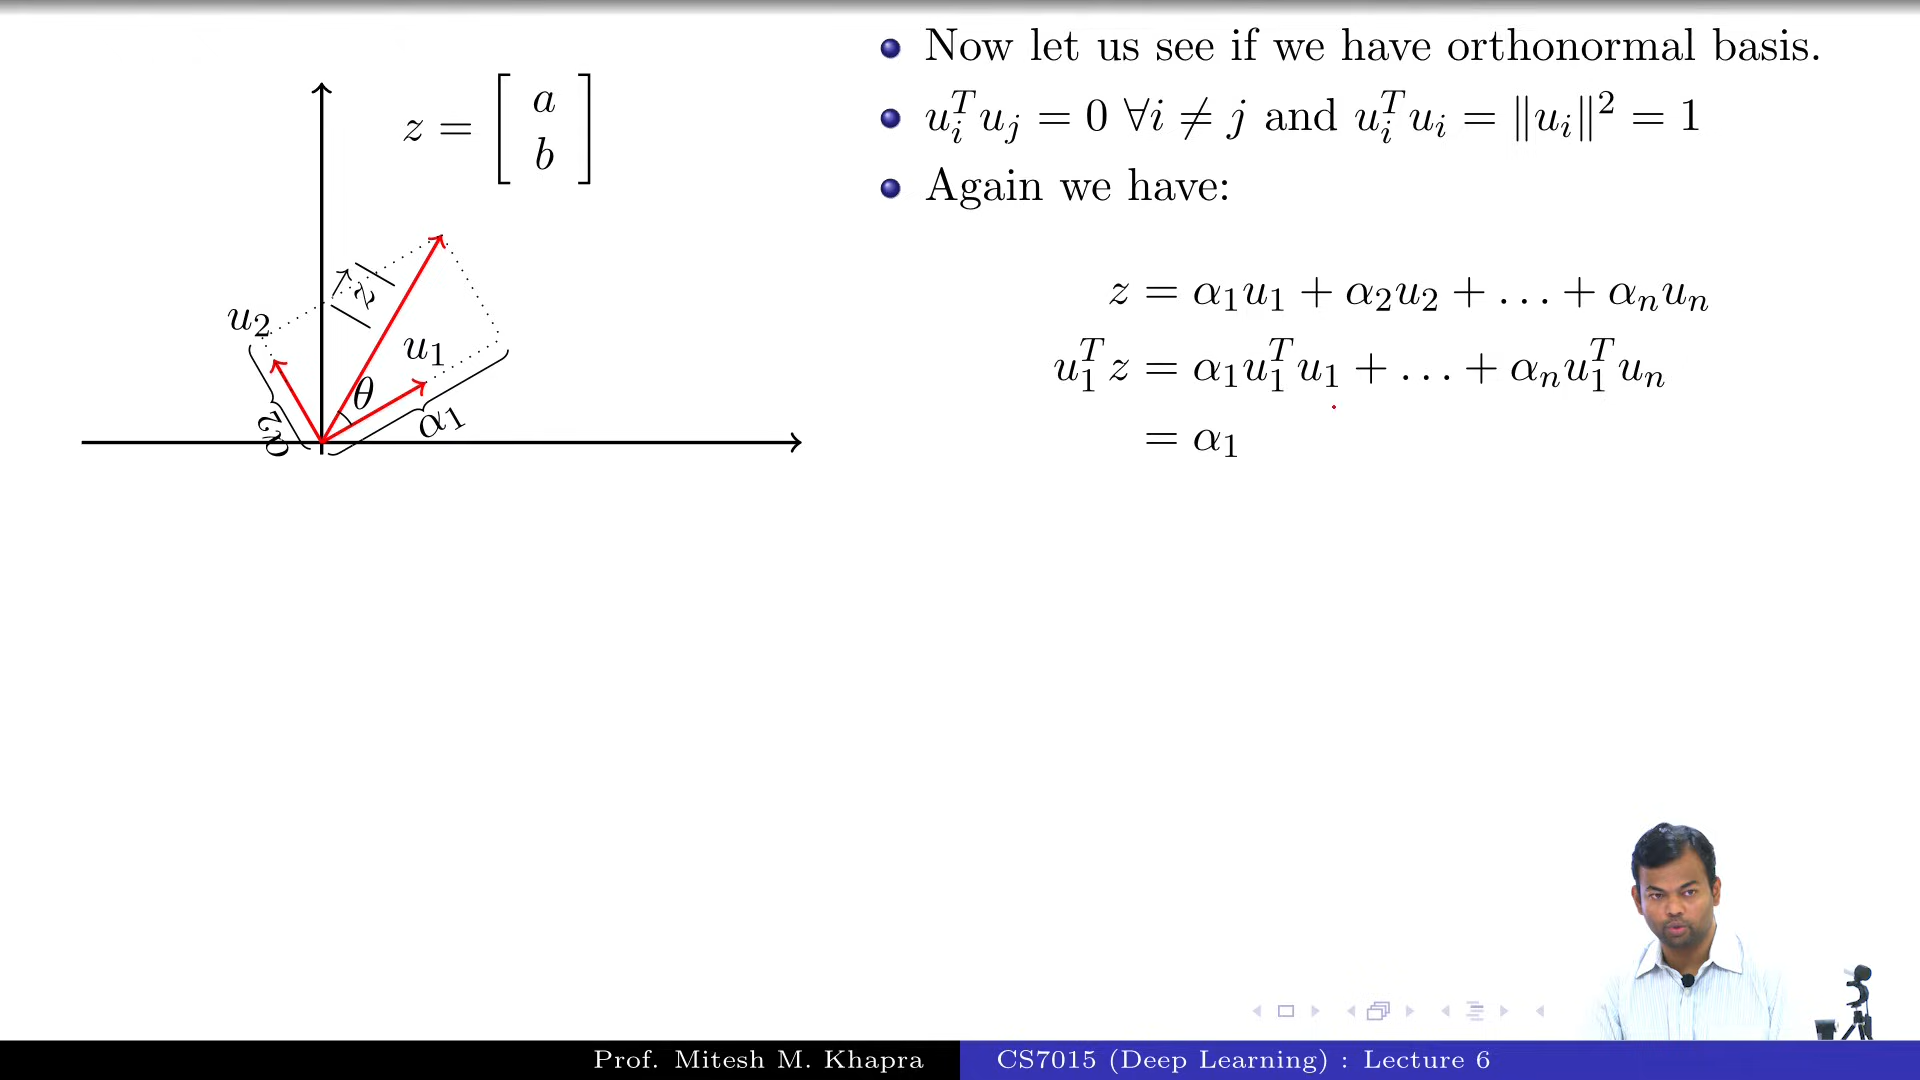 z = [ a b ]
|z⃗|
u₂
u₁
θ
α₂
α₁
Now let us see if we have orthonormal basis.
uᵢᵀuⱼ = 0 ∀i ≠ j and uᵢᵀuᵢ = ‖uᵢ‖² = 1
Again we have:
z = α₁u₁ + α₂u₂ + . . . + αₙuₙ
u₁ᵀz = α₁u₁ᵀu₁ + . . . + αₙu₁ᵀuₙ
= α₁
Prof. Mitesh M. Khapra
CS7015 (Deep Learning) : Lecture 6